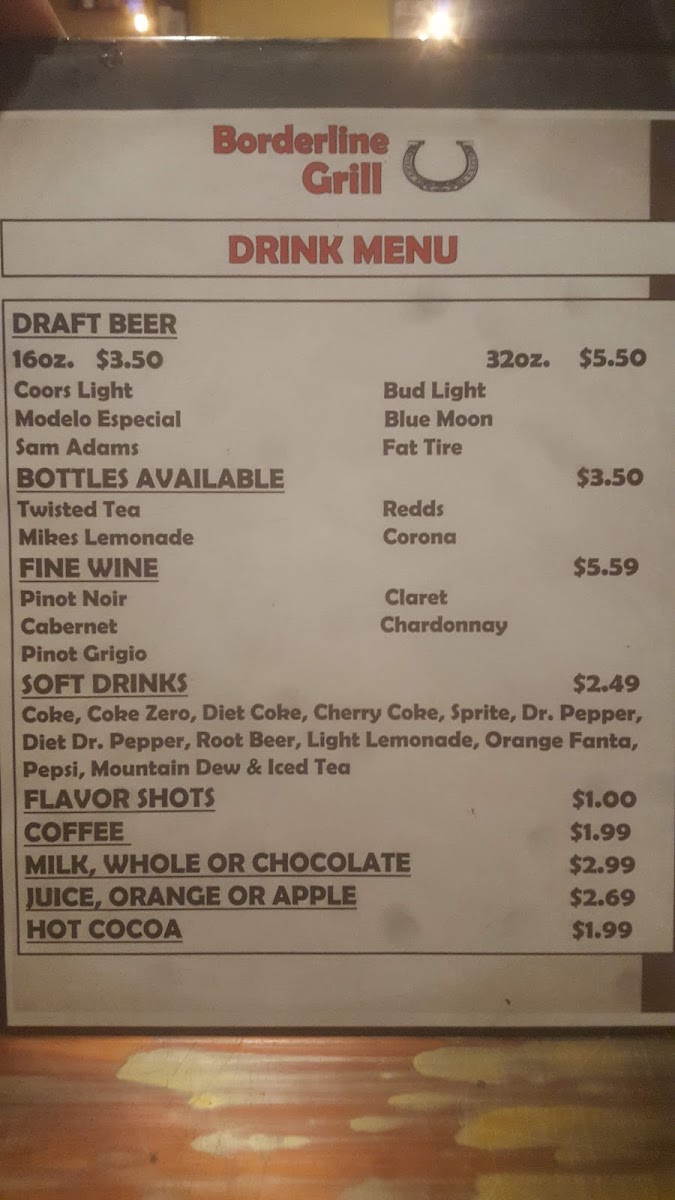 Borderline
Grill
DRINK MENU
DRAFT BEER
16oz. $3.50 32oz. $5.50
Coors Light Bud Light
Modelo Especial Blue Moon
Sam Adams Fat Tire
BOTTLES AVAILABLE $3.50
Twisted Tea Redds
Mikes Lemonade Corona
FINE WINE $5.59
Pinot Noir Claret
Cabernet Chardonnay
Pinot Grigio
SOFT DRINKS $2.49
Coke, Coke Zero, Diet Coke, Cherry Coke, Sprite, Dr. Pepper,
Diet Dr. Pepper, Root Beer, Light Lemonade, Orange Fanta,
Pepsi, Mountain Dew & Iced Tea
FLAVOR SHOTS $1.00
COFFEE $1.99
MILK, WHOLE OR CHOCOLATE $2.99
JUICE, ORANGE OR APPLE $2.69
HOT COCOA $1.99